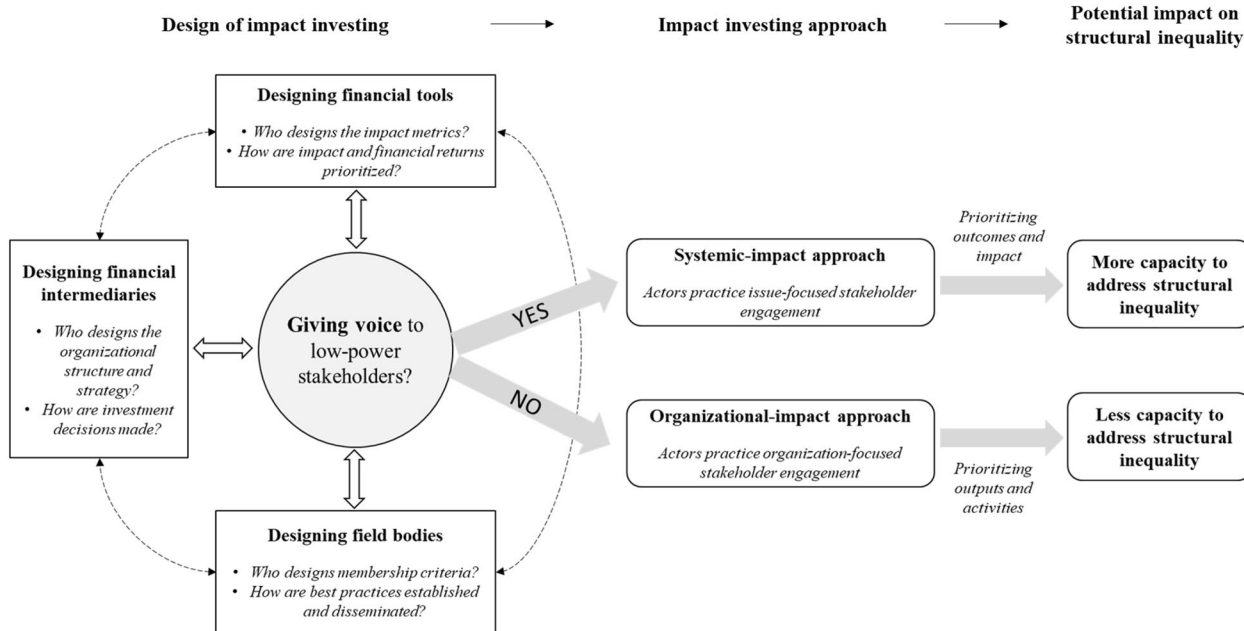 Design of impact investing
Impact investing approach
Potential impact on
structural inequality
Designing financial tools
• Who designs the impact metrics?
• How are impact and financial returns
prioritized?
Designing financial
intermediaries
• Who designs the
organizational
structure and
strategy?
• How are investment
decisions made?
Giving voice to
low-power
stakeholders?
Designing field bodies
• Who designs membership criteria?
• How are best practices established
and disseminated?
YES
NO
Systemic-impact approach
Actors practice issue-focused stakeholder
engagement
Prioritizing
outcomes and
impact
More capacity to
address structural
inequality
Organizational-impact approach
Actors practice organization-focused
stakeholder engagement
Prioritizing
outputs and
activities
Less capacity to
address structural
inequality